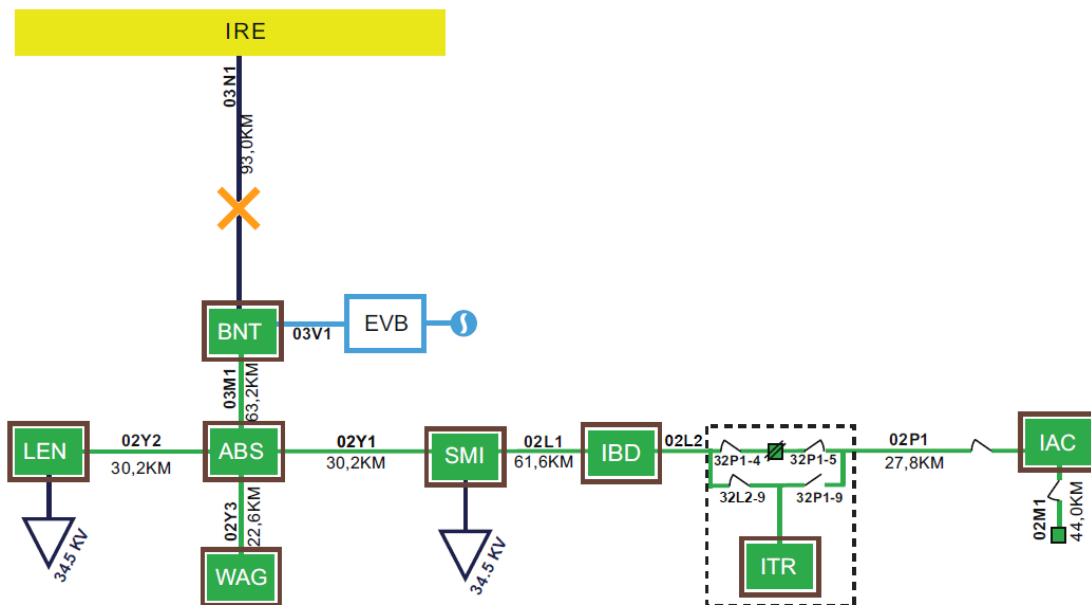 IRE
03N1
93,0KM
BNT
03V1
EVB
03M1
63,2KM
LEN
02Y2
30,2KM
ABS
02Y1
30,2KM
SMI
02L1
61,6KM
IBD
02L2
32P1-4
32P1-5
32L2-9
32P1-9
02P1
27,8KM
IAC
02M1
44,0KM
34.5 KV
02Y3
22,6KM
WAG
34.5 KV
ITR